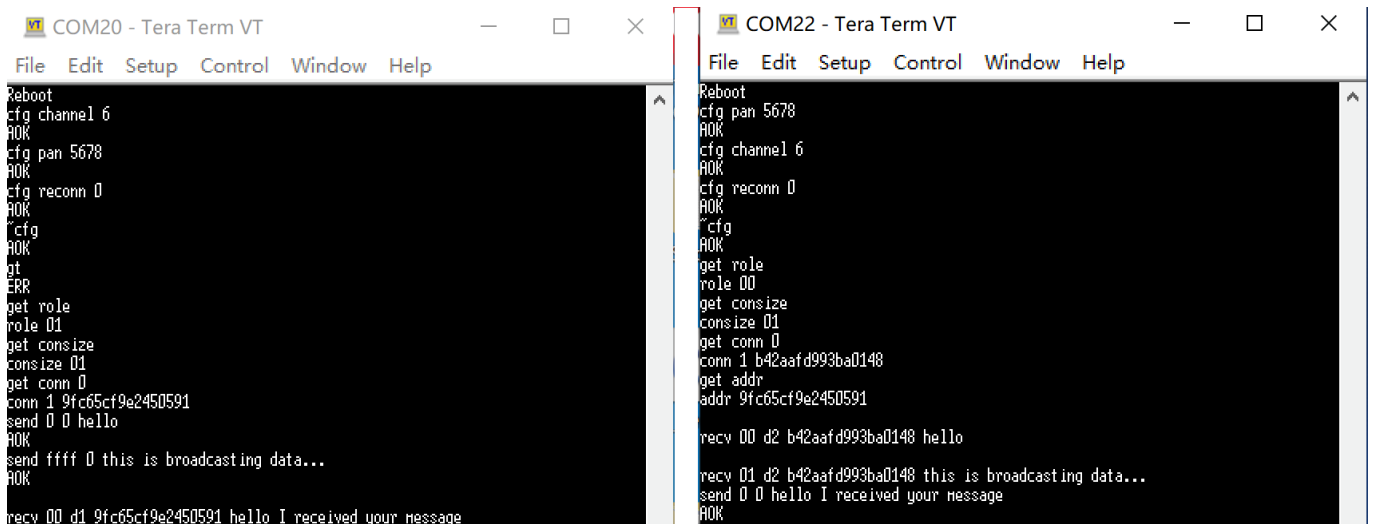 COM20 - Tera Term VT
File Edit Setup Control Window Help
Reboot
cfg channel 6
AOK
cfg pan 5678
AOK
cfg reconn 0
AOK
~cfg
AOK
gt
ERR
get role
role 01
get consize
consize 01
get conn 0
conn 1 9fc65cf9e2450591
send 0 0 hello
AOK
send ffff 0 this is broadcasting data...
AOK
recv 00 d1 9fc65cf9e2450591 hello I received your message
COM22 - Tera Term VT
File Edit Setup Control Window Help
Reboot
cfg pan 5678
AOK
cfg channel 6
AOK
cfg reconn 0
AOK
~cfg
AOK
get role
role 00
get consize
consize 01
get conn 0
conn 1 b42aafd993ba0148
get addr
addr 9fc65cf9e2450591
recv 00 d2 b42aafd993ba0148 hello
recv 01 d2 b42aafd993ba0148 this is broadcasting data...
send 0 0 hello I received your message
AOK